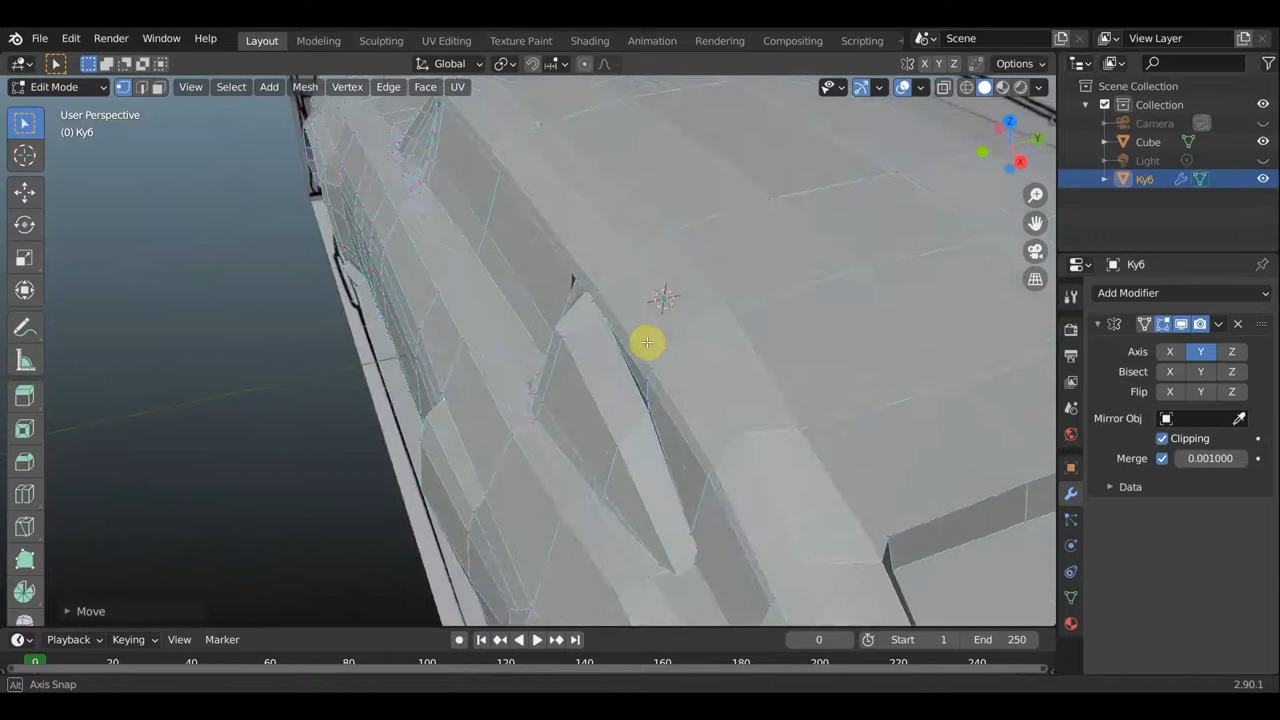 File Edit Render Window Help Layout Modeling Sculpting UV Editing Texture Paint Shading Animation Rendering Compositing Scripting Scene View Layer
Global Options X Y Z
Edit Mode View Select Add Mesh Vertex Edge Face UV
Scene Collection
Collection
Camera
Cube
Light
Куб
User Perspective
(0) Куб
Z
Y
X
Куб
Add Modifier
Axis X Y Z
Bisect X Y Z
Flip X Y Z
Mirror Obj
Clipping
Merge 0.001000
Data
Move
Playback Keying View Marker 0 Start 1 End 250
0 20 40 60 80 100 120 140 160 180 200 220 240
Alt Axis Snap 2.90.1